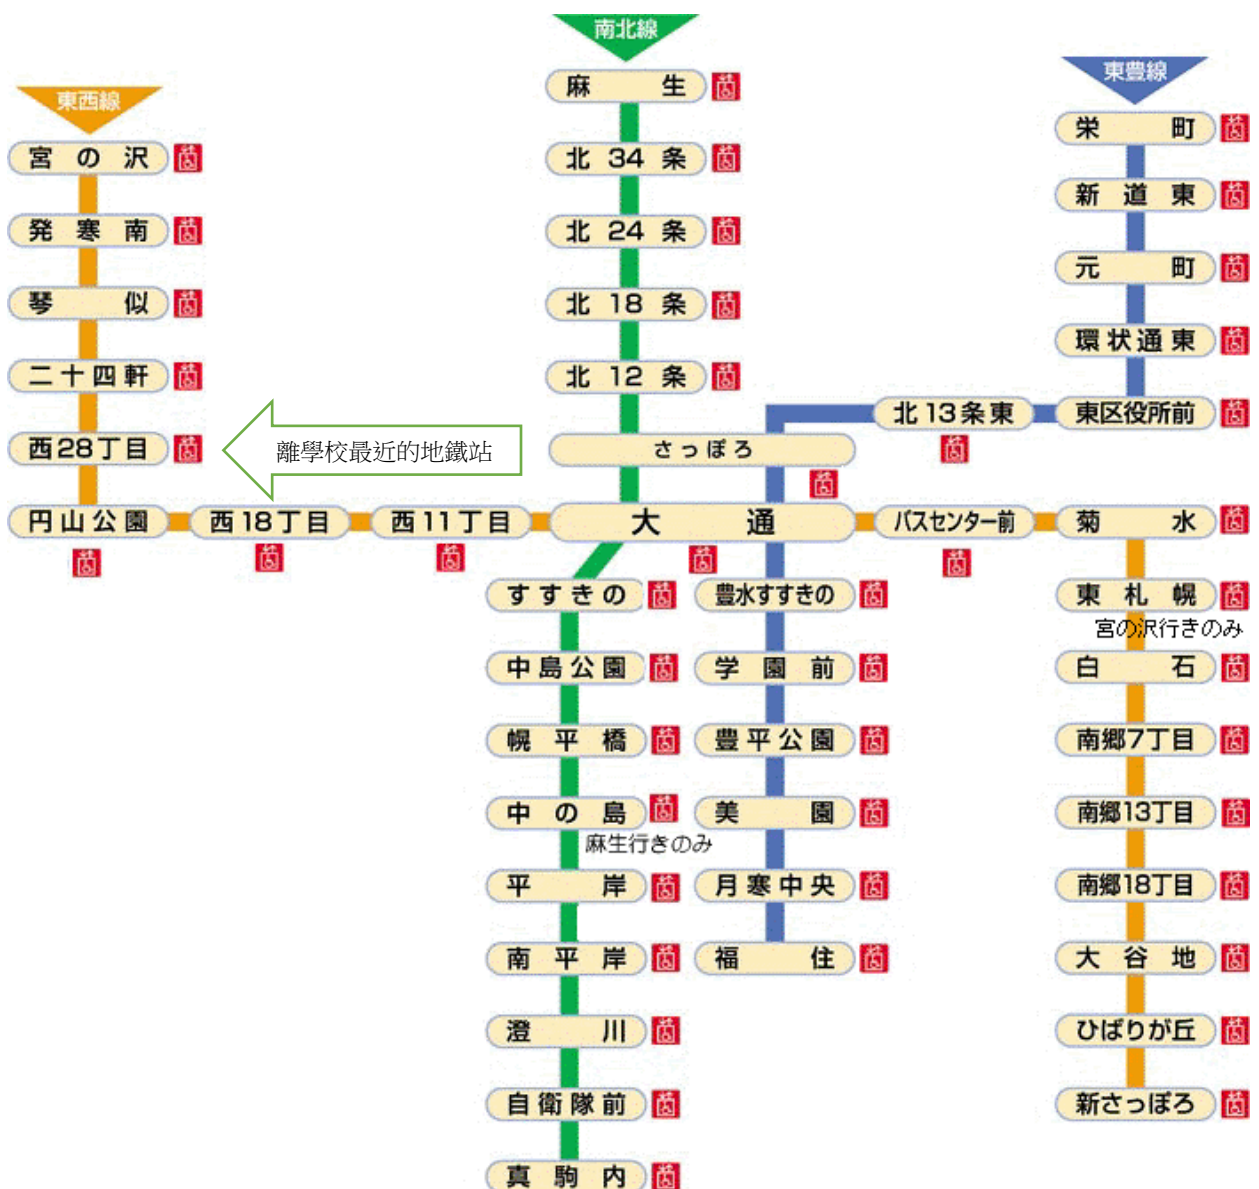 南北線
麻生
北34条
北24条
北18条
北12条
さっぽろ
大通
すすきの
中島公園
幌平橋
中の島
麻生行きのみ
平岸
南平岸
澄川
自衛隊前
真駒内
東西線
宮の沢
発寒南
琴似
二十四軒
西28丁目
離學校最近的地鐵站
円山公園
西18丁目
西11丁目
バスセンター前
菊水
東札幌
宮の沢行きのみ
白石
南郷7丁目
南郷13丁目
南郷18丁目
大谷地
ひばりが丘
新さっぽろ
東豊線
栄町
新道東
元町
環状通東
東区役所前
北13条東
豊水すすきの
学園前
豊平公園
美園
月寒中央
福住